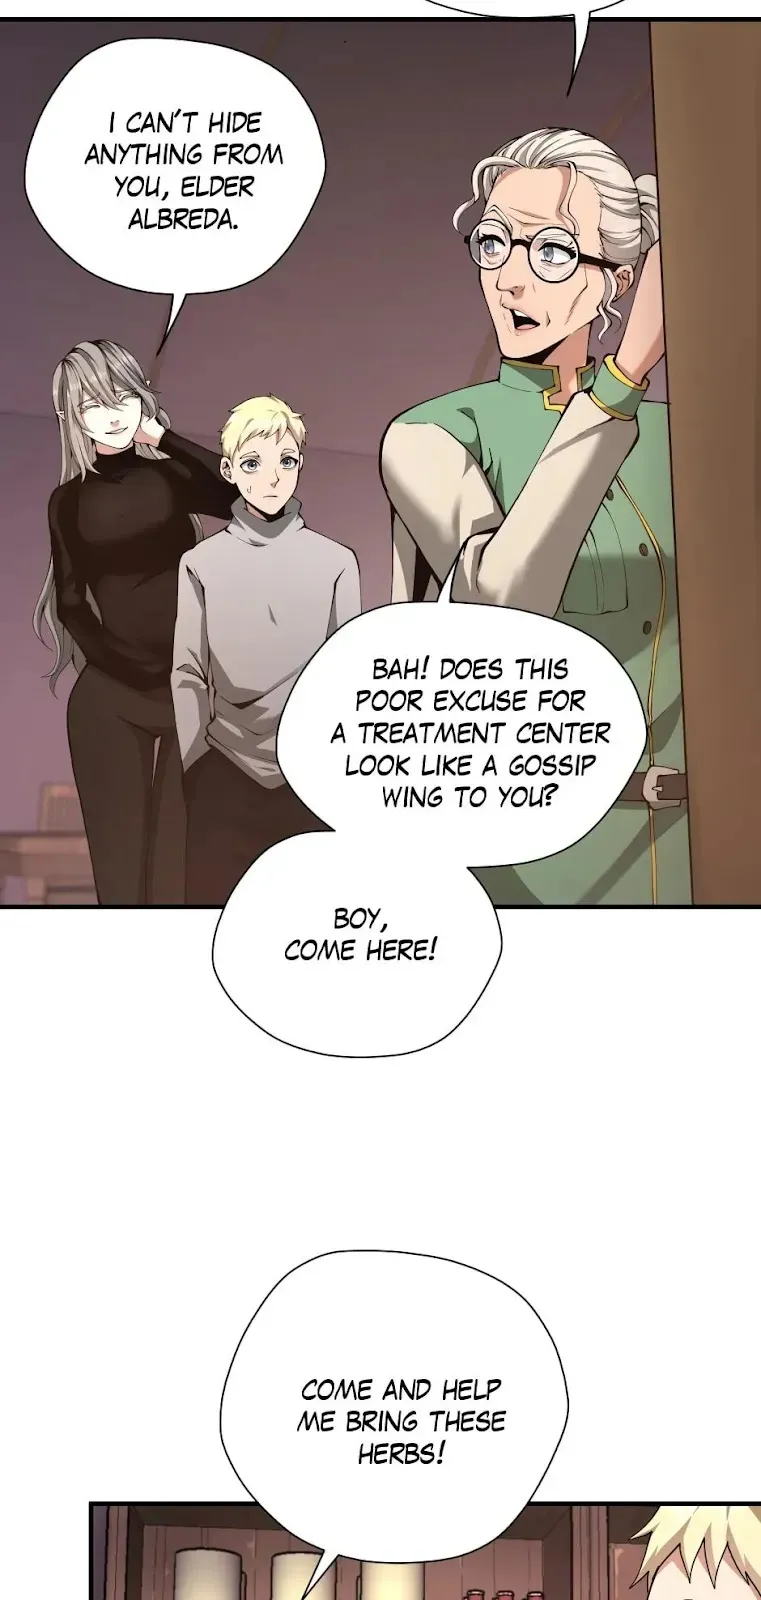 I CAN'T HIDE
ANYTHING FROM
YOU, ELDER
ALBREDA.
BAH! DOES THIS
POOR EXCUSE FOR
A TREATMENT CENTER
LOOK LIKE A GOSSIP
WING TO YOU?
BOY,
COME HERE!
COME AND HELP
ME BRING THESE
HERBS!